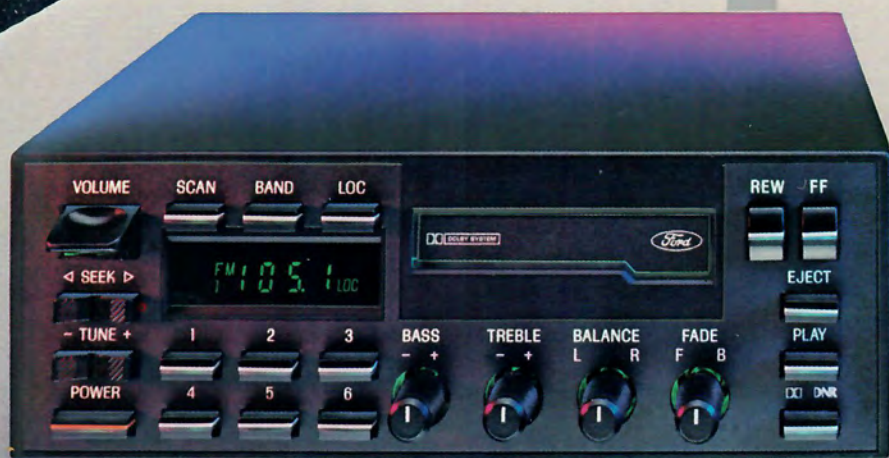 VOLUME SCAN BAND LOC
REW FF
DOLBY SYSTEM
Ford
◁ SEEK ▷
FM 1 105.1 LOC
EJECT
- TUNE +
1 2 3
BASS TREBLE BALANCE FADE
- + - + L R F B
PLAY
POWER
4 5 6
DNR